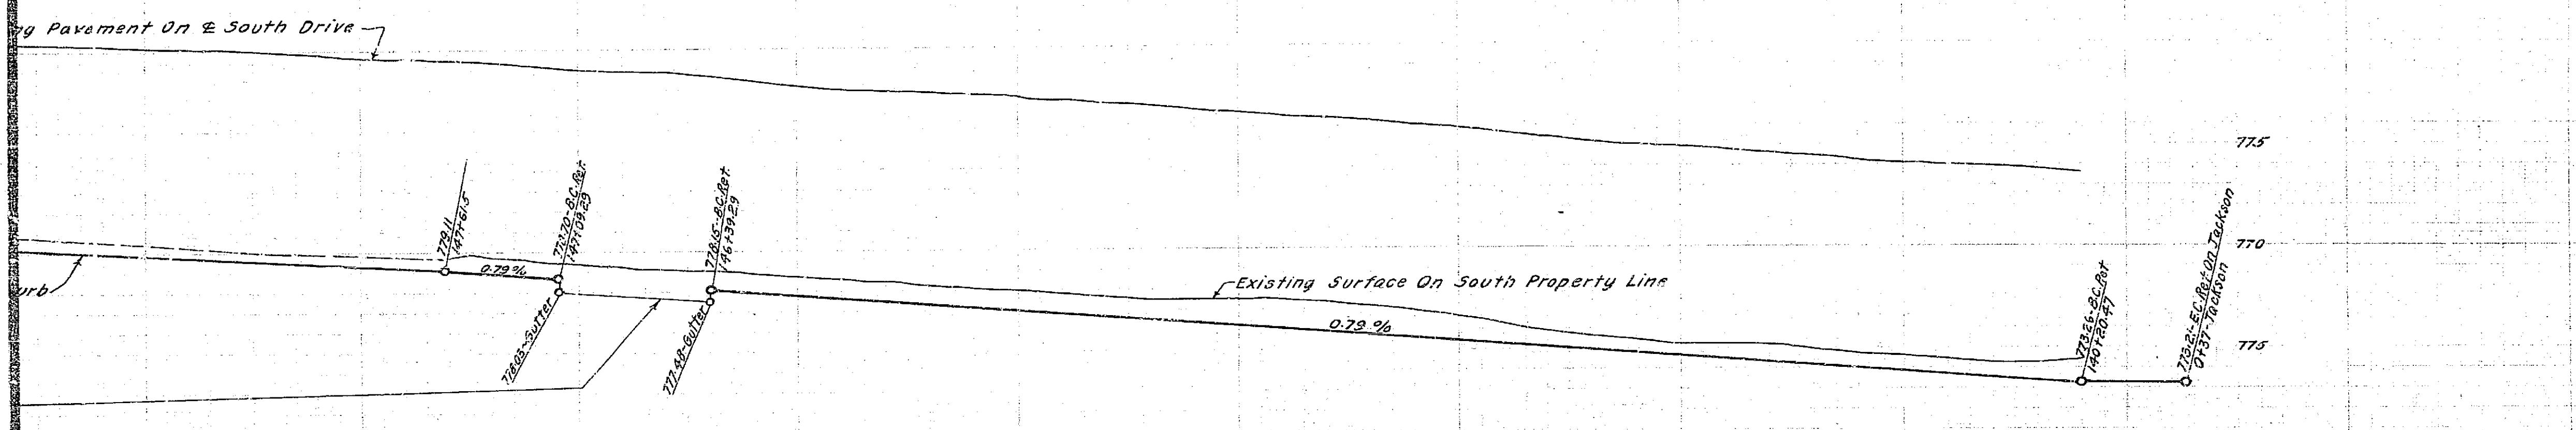 Pavement On ℄ South Drive
775
779.11
147+61.5
778.70-B.C.Ret.
147+09.29
778.15-B.C.Ret.
146+39.29
773.21-E.C.Ret.On Jackson
0+37-Jackson
770
773.26-B.C.Ret
140+20.47
0.79%
Existing Surface On South Property Line
urb
0.79 %
775
778.03-Gutter
777.48-Gutter